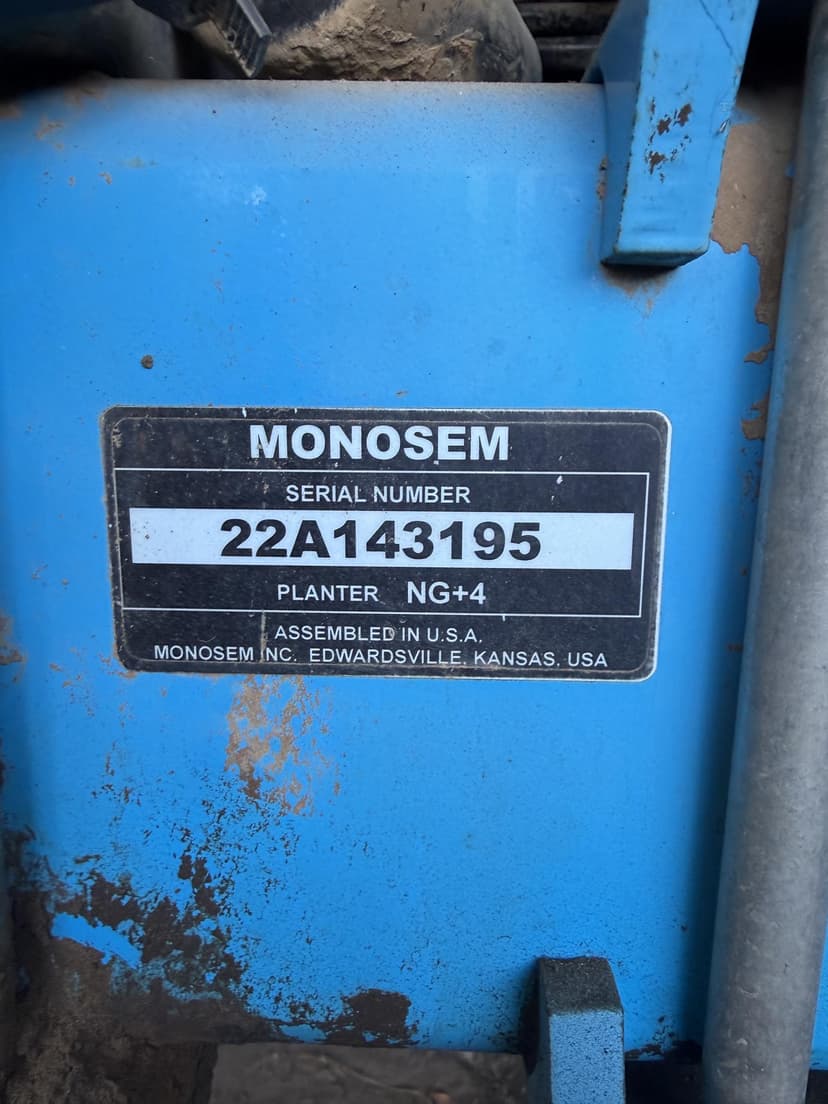 MONOSEM
SERIAL NUMBER
22A143195
PLANTER NG+4
ASSEMBLED IN U.S.A.
MONOSEM INC. EDWARDSVILLE, KANSAS, USA